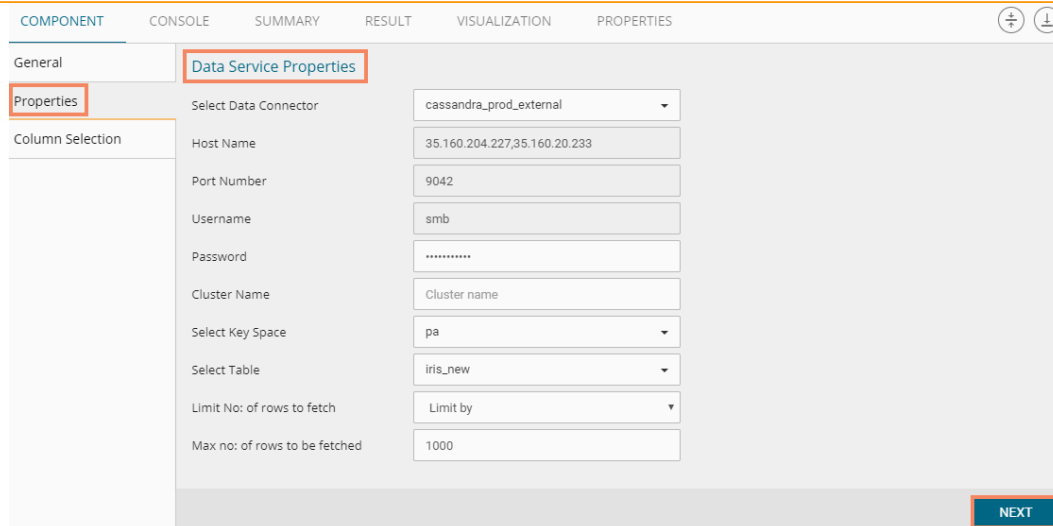 COMPONENT CONSOLE SUMMARY RESULT VISUALIZATION PROPERTIES
General
Properties
Column Selection
Data Service Properties
Select Data Connector cassandra_prod_external
Host Name 35.160.204.227,35.160.20.233
Port Number 9042
Username smb
Password •••••••••••
Cluster Name Cluster name
Select Key Space pa
Select Table iris_new
Limit No: of rows to fetch Limit by
Max no: of rows to be fetched 1000
NEXT